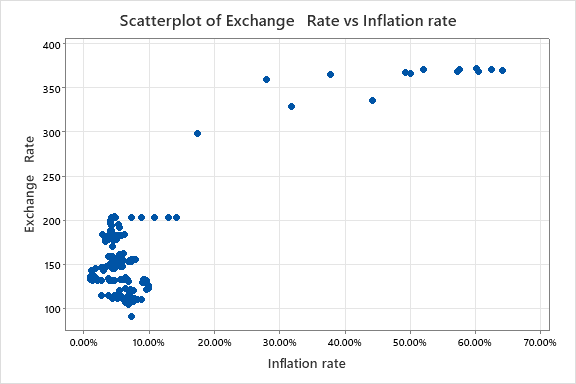 Scatterplot of Exchange Rate vs Inflation rate
400
350
300
250
200
150
100
Exchange Rate
0.00% 10.00% 20.00% 30.00% 40.00% 50.00% 60.00% 70.00%
Inflation rate